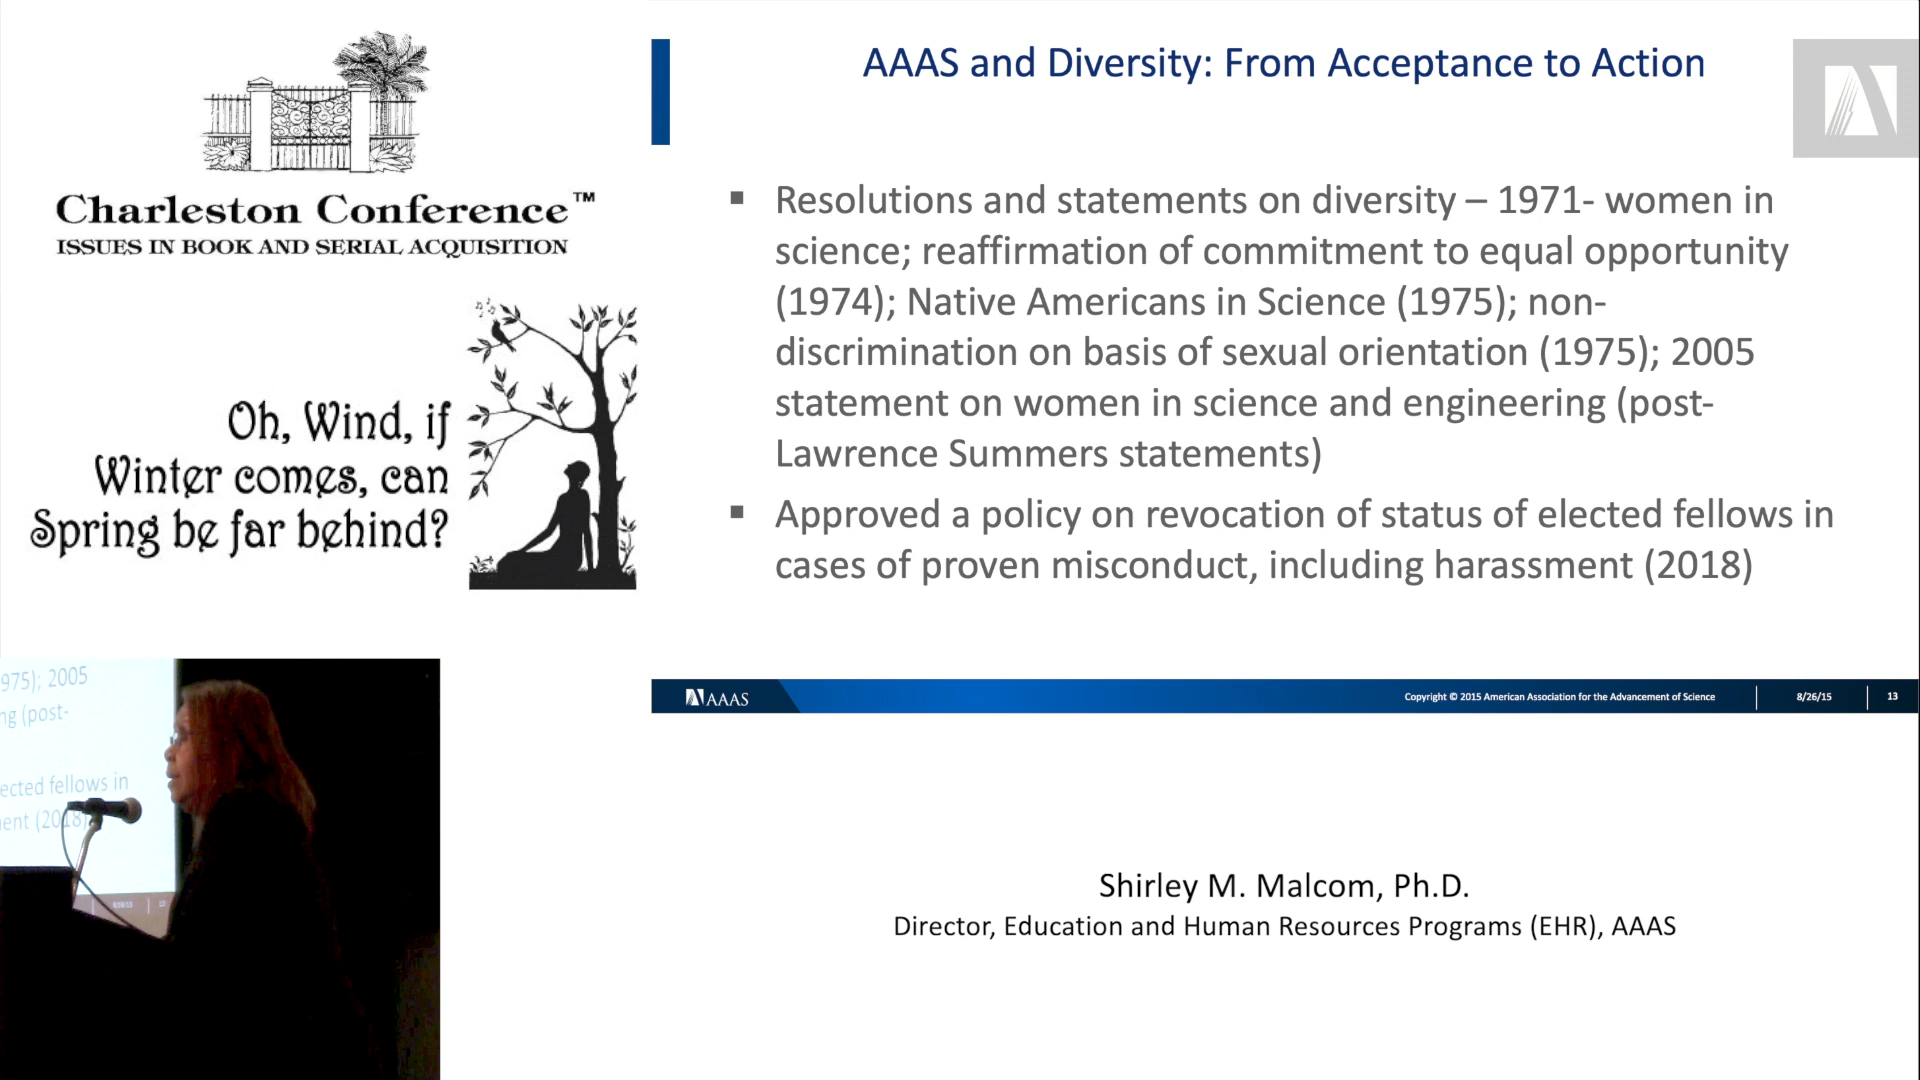 Charleston Conference™
ISSUES IN BOOK AND SERIAL ACQUISITION
Oh, Wind, if
Winter comes, can
Spring be far behind?
AAAS and Diversity: From Acceptance to Action
▪ Resolutions and statements on diversity – 1971- women in
science; reaffirmation of commitment to equal opportunity
(1974); Native Americans in Science (1975); non-
discrimination on basis of sexual orientation (1975); 2005
statement on women in science and engineering (post-
Lawrence Summers statements)
▪ Approved a policy on revocation of status of elected fellows in
cases of proven misconduct, including harassment (2018)
AAAS
Copyright © 2015 American Association for the Advancement of Science
8/26/15
13
975); 2005
ng (post-
ected fellows in
ent (2018)
Shirley M. Malcom, Ph.D.
Director, Education and Human Resources Programs (EHR), AAAS